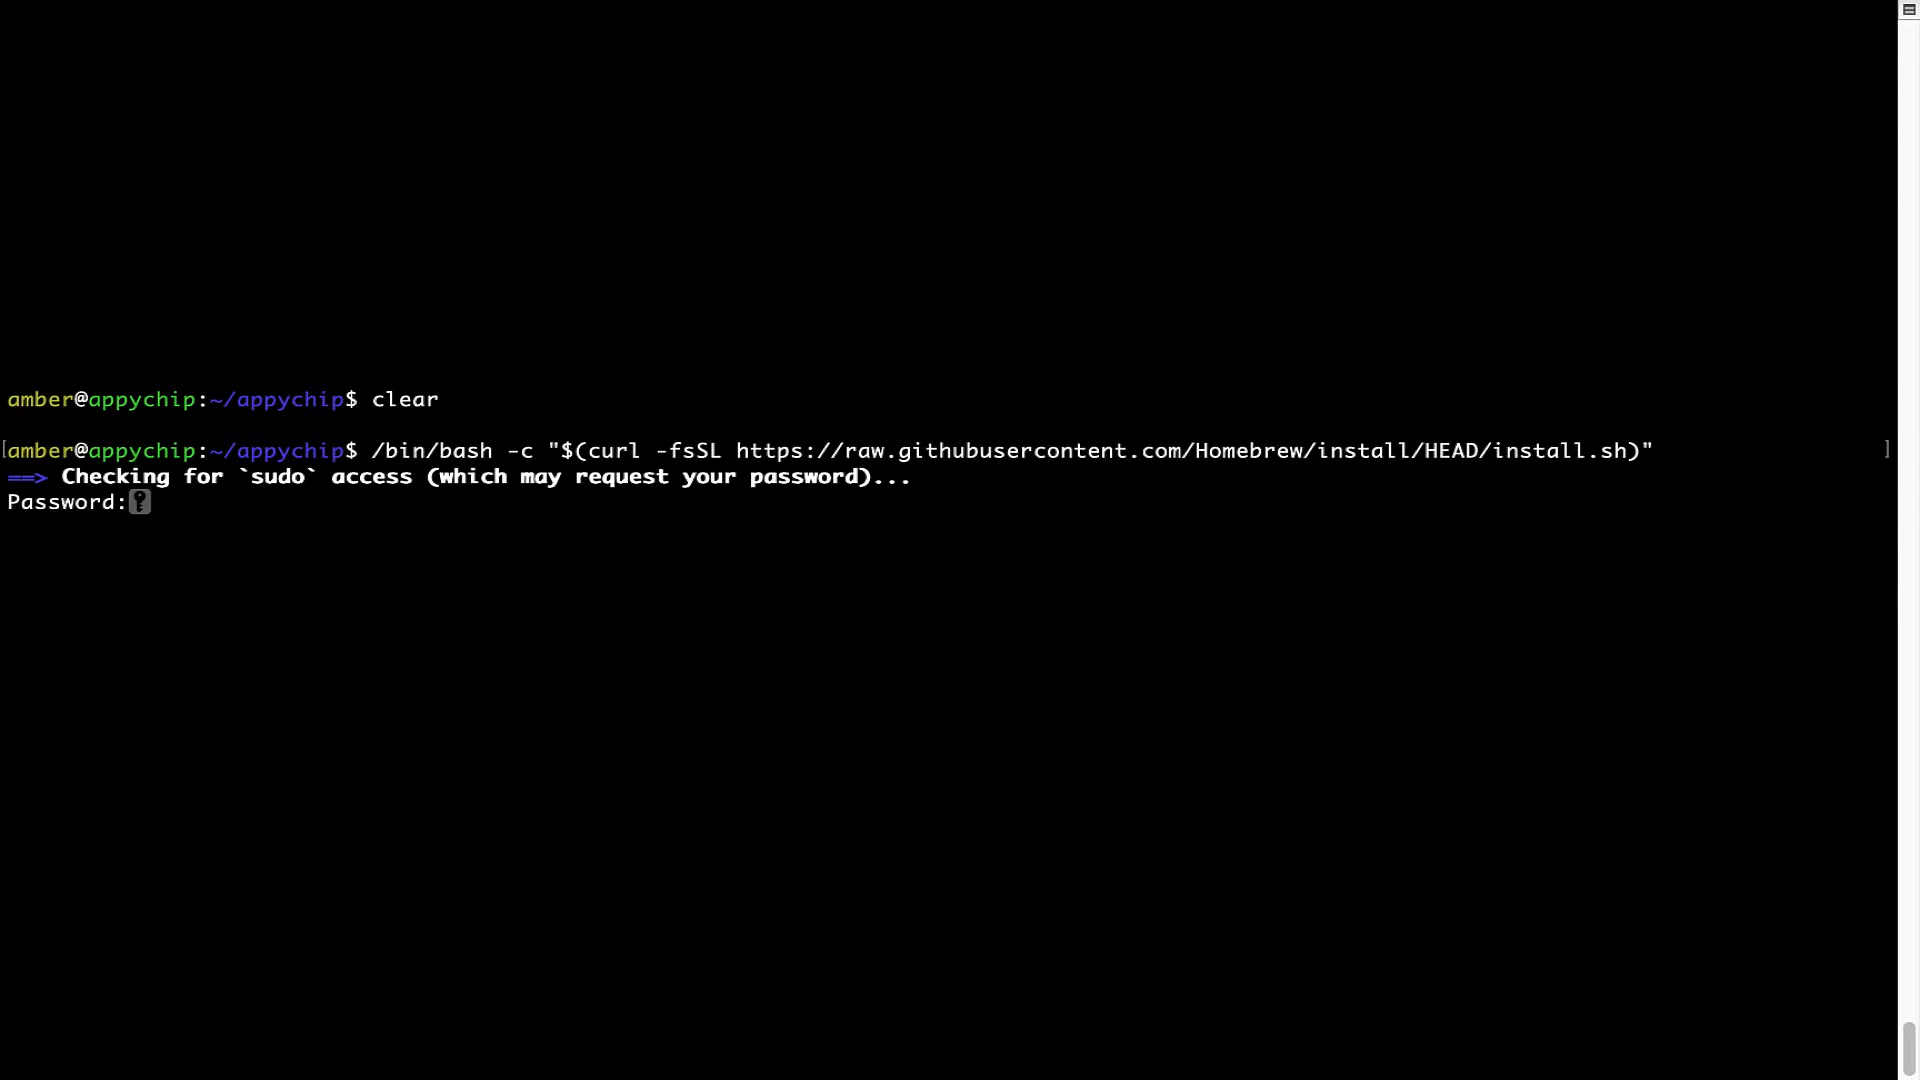 amber@appychip:~/appychip$ clear
[amber@appychip:~/appychip$ /bin/bash -c "$(curl -fsSL https://raw.githubusercontent.com/Homebrew/install/HEAD/install.sh)" ]
==> Checking for `sudo` access (which may request your password)...
Password: